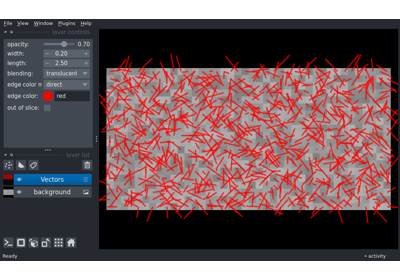 File View Window Plugins Help
layer controls
opacity: 0.70
width: 0.20
length: 2.50
blending: translucent
edge color m direct
edge color: red
out of slice:
layer list
Vectors
background
Ready
activity